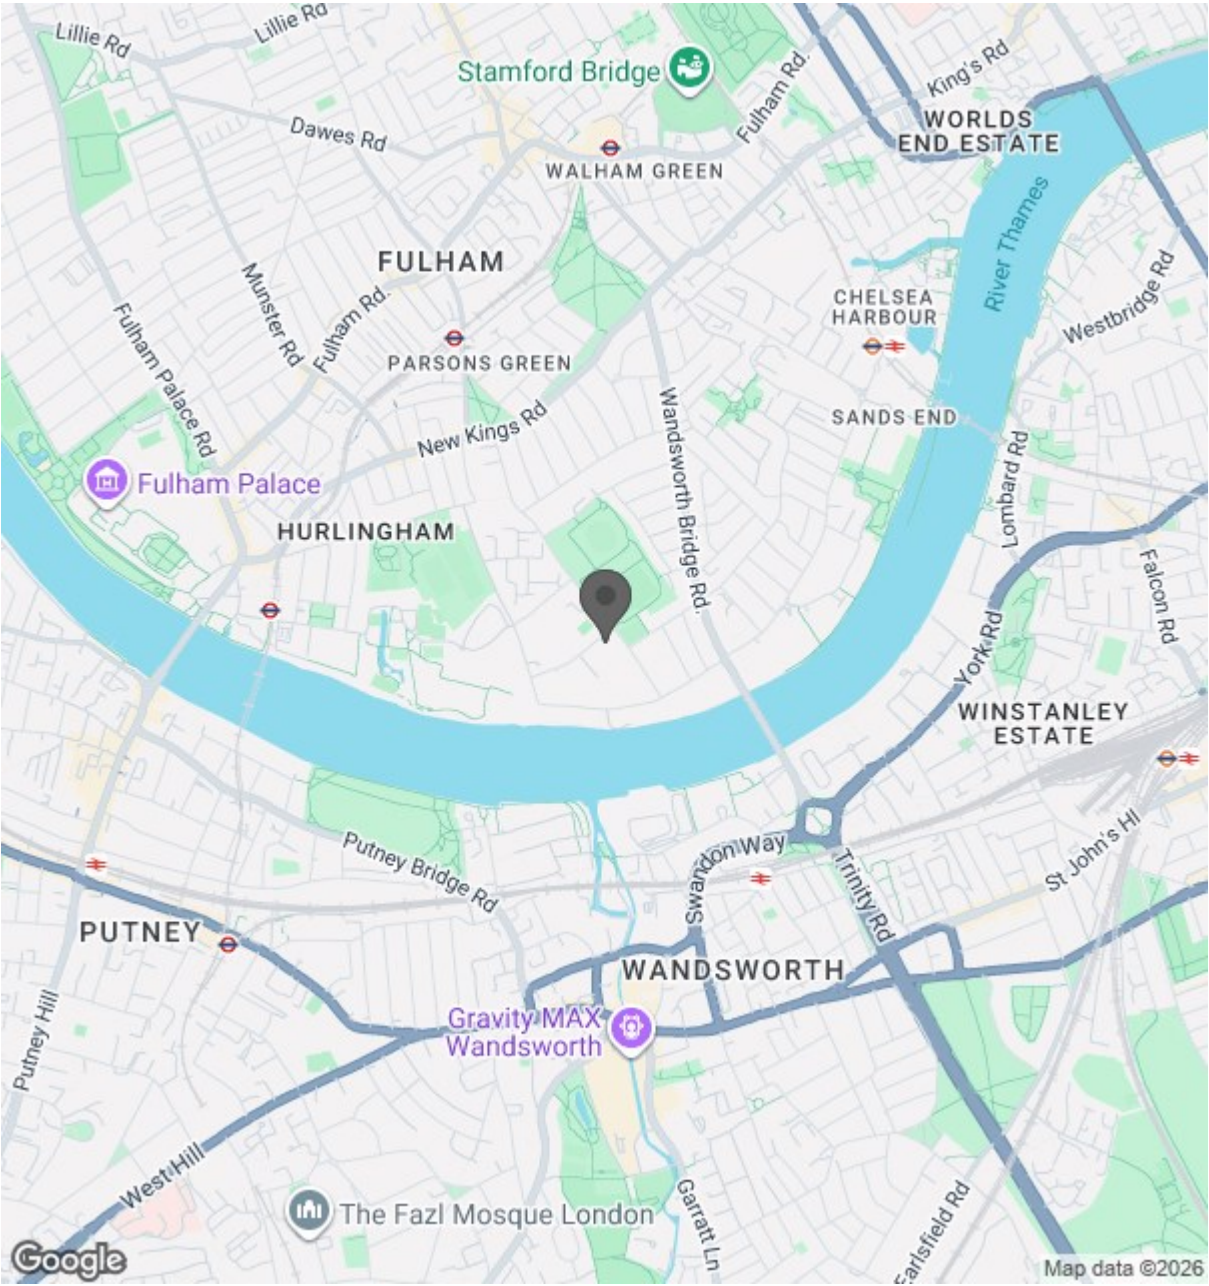 Lillie Rd
Lillie Rd
Stamford Bridge
Fulham Rd.
King's Rd
WORLDS
END ESTATE
Dawes Rd
WALHAM GREEN
River Thames
FULHAM
Munster Rd
Fulham Rd.
Fulham Palace Rd
CHELSEA
HARBOUR
Westbridge Rd
PARSONS GREEN
Wandsworth Bridge Rd.
New Kings Rd
SANDS END
Lombard Rd
Fulham Palace
HURLINGHAM
Falcon Rd
York Rd
WINSTANLEY
ESTATE
Putney Bridge Rd
Swandon Way
Trinity Rd
St John's Hl
PUTNEY
WANDSWORTH
Putney Hill
Gravity MAX
Wandsworth
West Hill
The Fazl Mosque London
Garratt Ln
Earlsfield Rd
Google
Map data ©2026